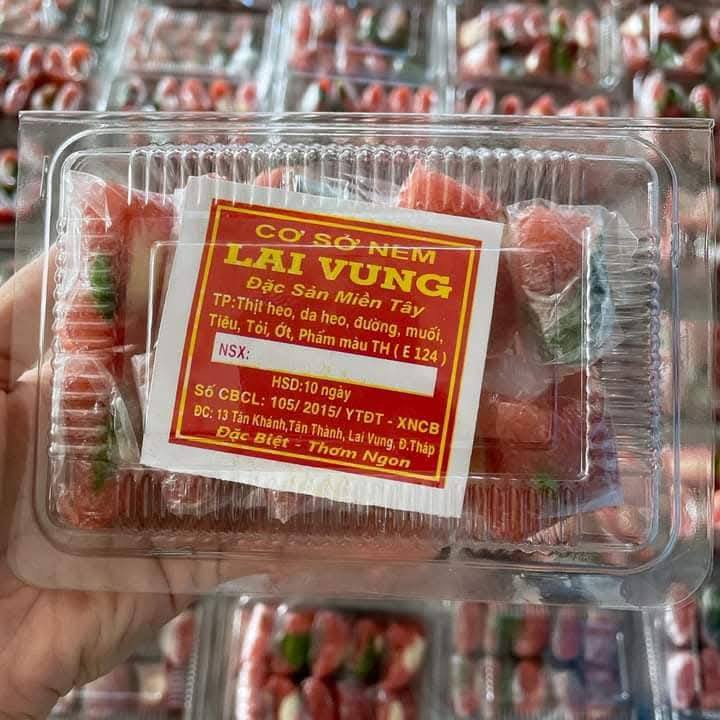 CƠ SỞ NEM
LAI VUNG
Đặc Sản Miền Tây
TP:Thịt heo, da heo, đường, muối,
Tiêu, Tỏi, Ớt, Phẩm màu TH ( E 124 )
NSX:
HSD:10 ngày
Số CBCL: 105/ 2015/ YTĐT - XNCB
ĐC: 13 Tân Khánh,Tân Thành, Lai Vung, Đ.Tháp
Đặc Biệt - Thơm Ngon